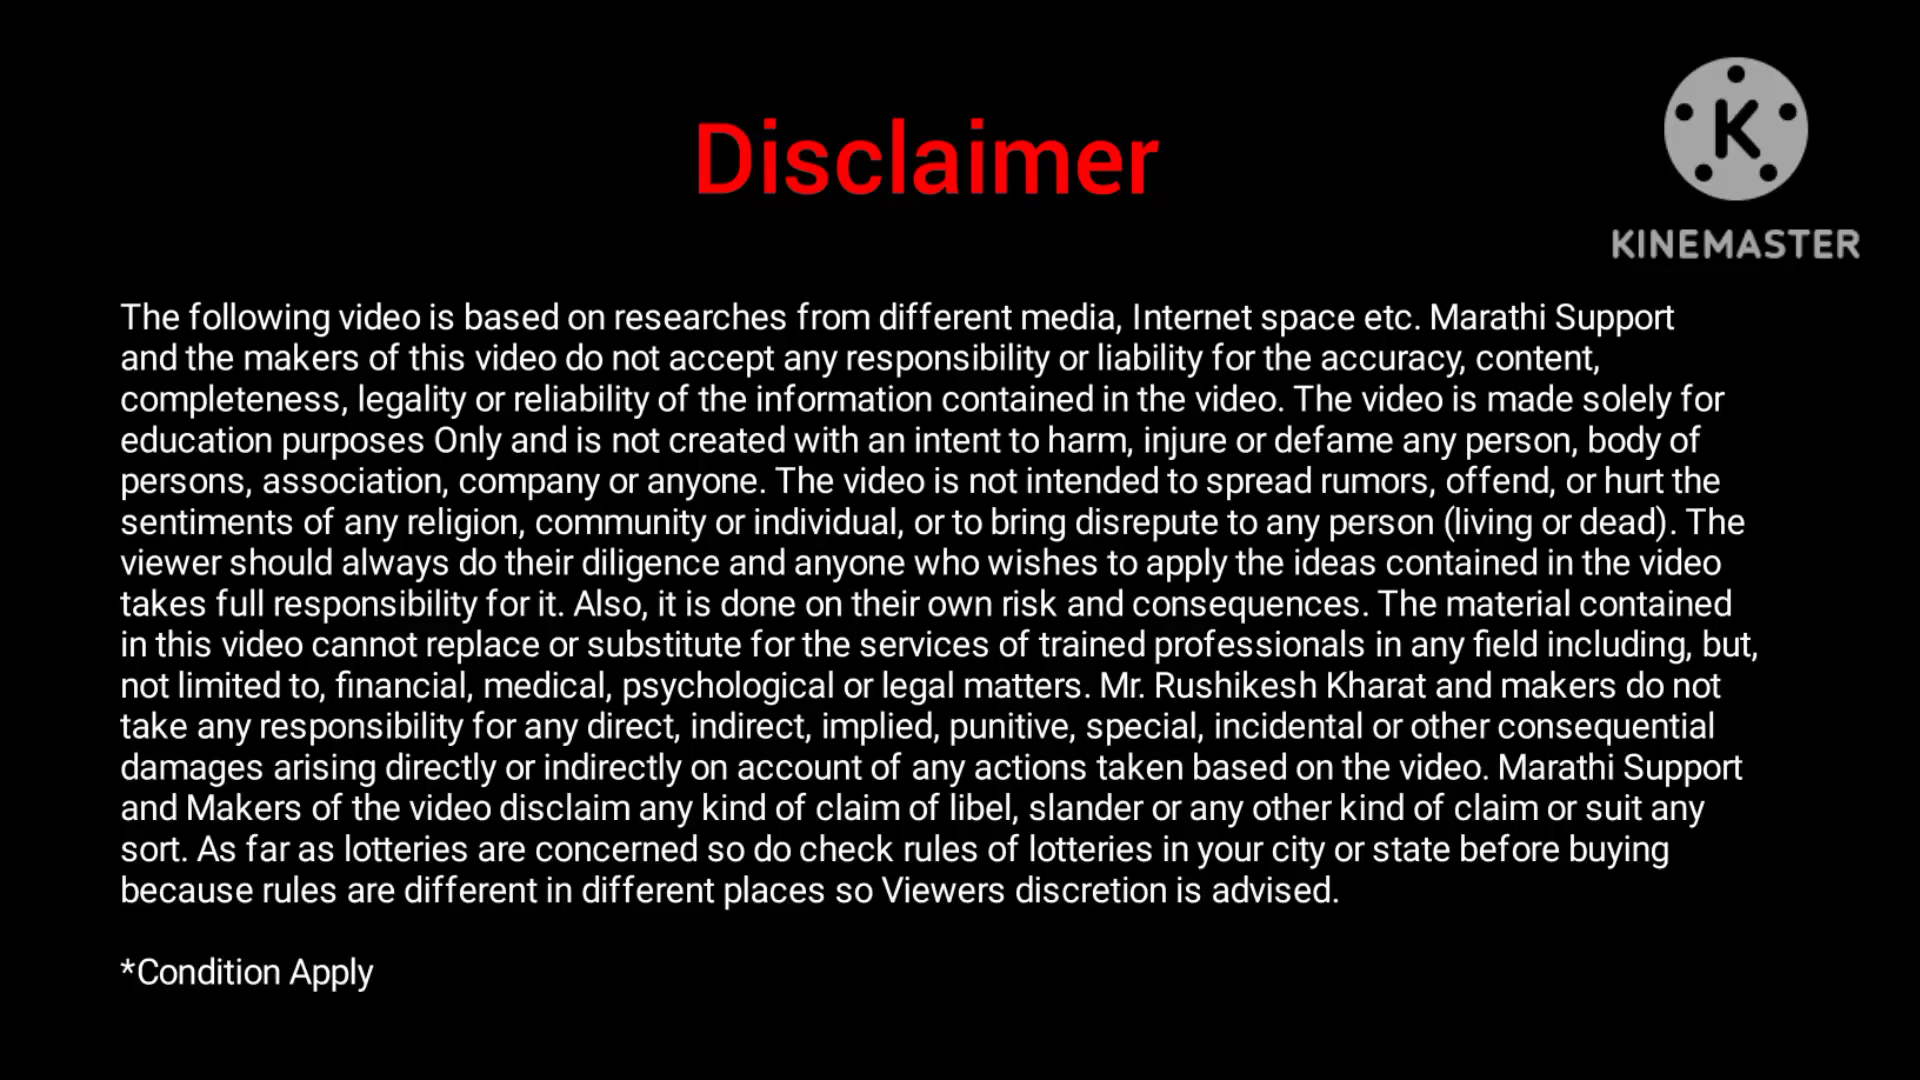 Disclaimer
K
KINEMASTER
The following video is based on researches from different media, Internet space etc. Marathi Support
and the makers of this video do not accept any responsibility or liability for the accuracy, content,
completeness, legality or reliability of the information contained in the video. The video is made solely for
education purposes Only and is not created with an intent to harm, injure or defame any person, body of
persons, association, company or anyone. The video is not intended to spread rumors, offend, or hurt the
sentiments of any religion, community or individual, or to bring disrepute to any person (living or dead). The
viewer should always do their diligence and anyone who wishes to apply the ideas contained in the video
takes full responsibility for it. Also, it is done on their own risk and consequences. The material contained
in this video cannot replace or substitute for the services of trained professionals in any field including, but,
not limited to, financial, medical, psychological or legal matters. Mr. Rushikesh Kharat and makers do not
take any responsibility for any direct, indirect, implied, punitive, special, incidental or other consequential
damages arising directly or indirectly on account of any actions taken based on the video. Marathi Support
and Makers of the video disclaim any kind of claim of libel, slander or any other kind of claim or suit any
sort. As far as lotteries are concerned so do check rules of lotteries in your city or state before buying
because rules are different in different places so Viewers discretion is advised.
*Condition Apply